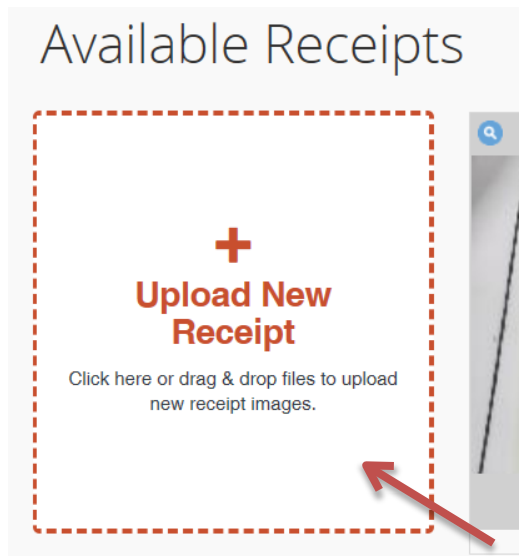 Available Receipts
+
Upload New
Receipt
Click here or drag & drop files to upload
new receipt images.